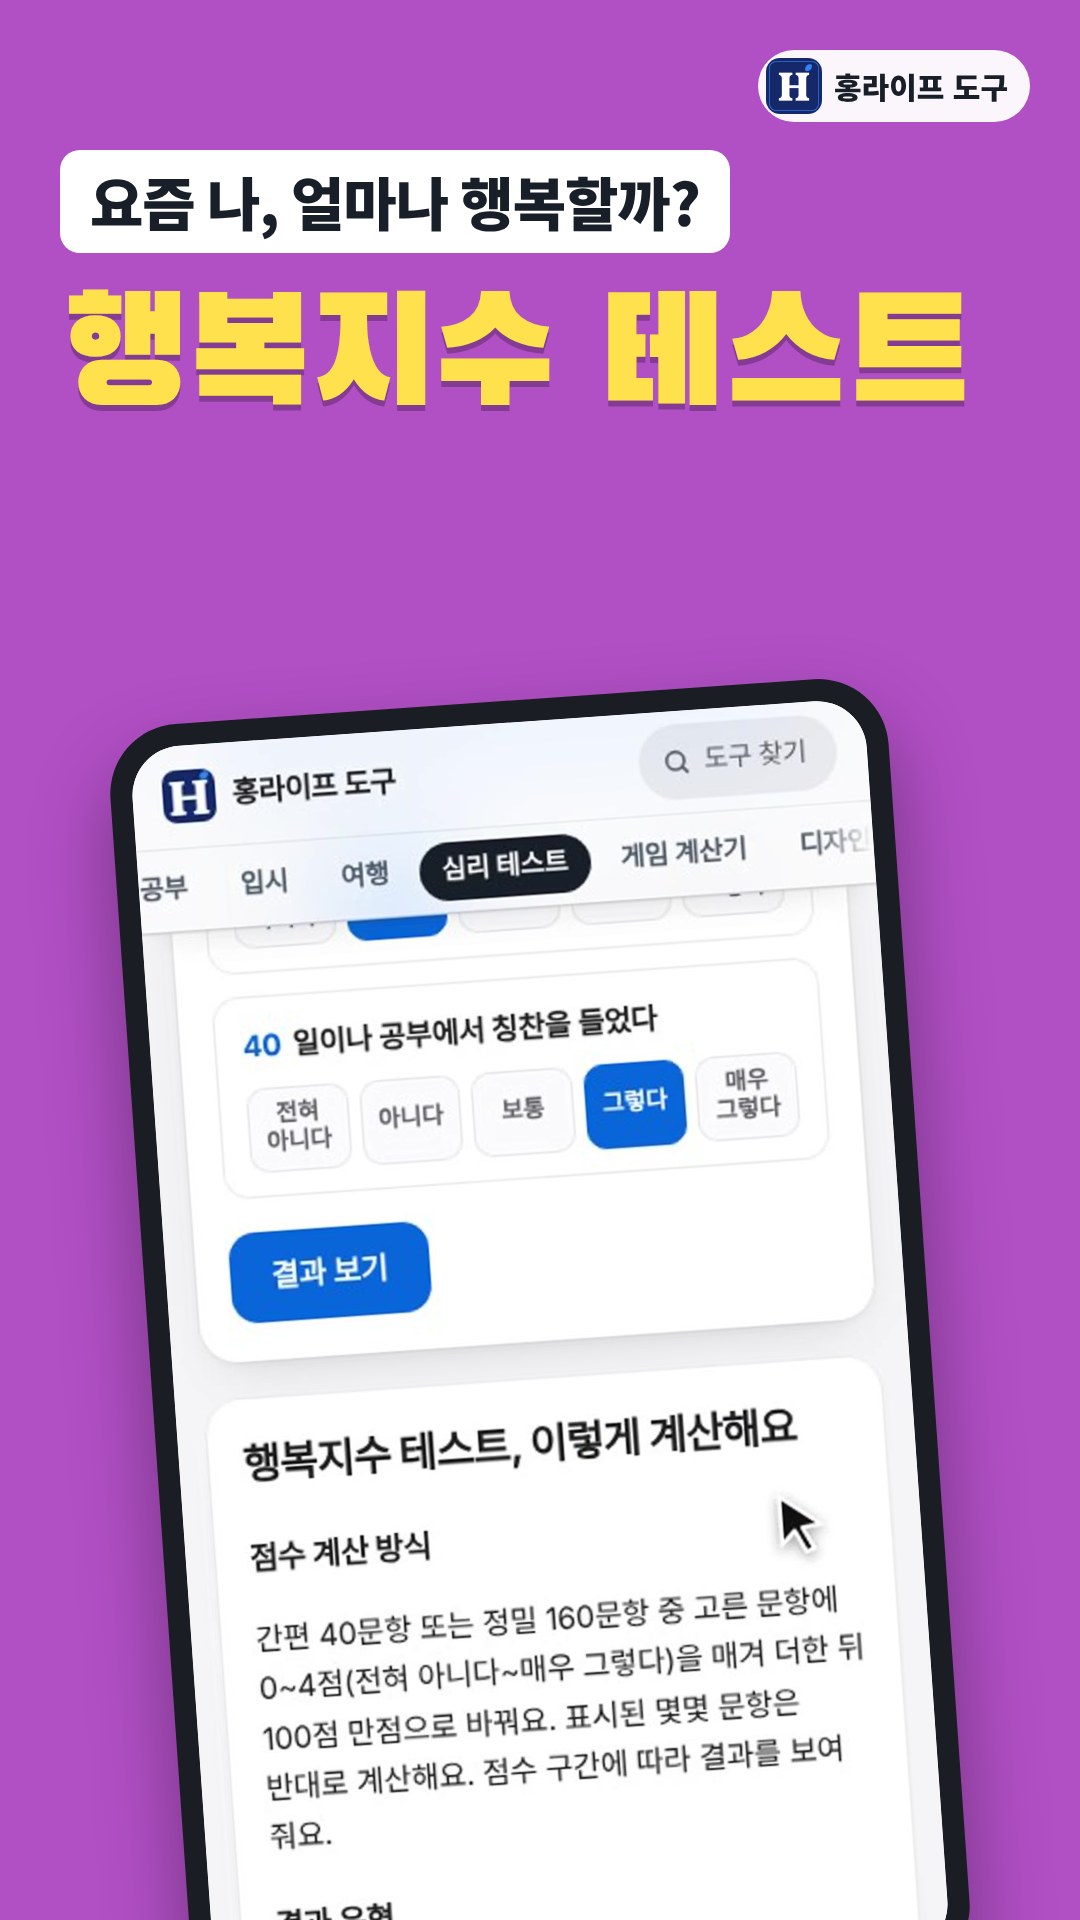 홍라이프 도구
요즘 나, 얼마나 행복할까?
행복지수 테스트
홍라이프 도구
도구 찾기
공부 입시 여행 심리 테스트 게임 계산기 디자인
40 일이나 공부에서 칭찬을 들었다
전혀 아니다 아니다 보통 그렇다 매우 그렇다
결과 보기
행복지수 테스트, 이렇게 계산해요
점수 계산 방식
간편 40문항 또는 정밀 160문항 중 고른 문항에
0~4점(전혀 아니다~매우 그렇다)을 매겨 더한 뒤
100점 만점으로 바꿔요. 표시된 몇몇 문항은
반대로 계산해요. 점수 구간에 따라 결과를 보여
줘요.
결과 유형